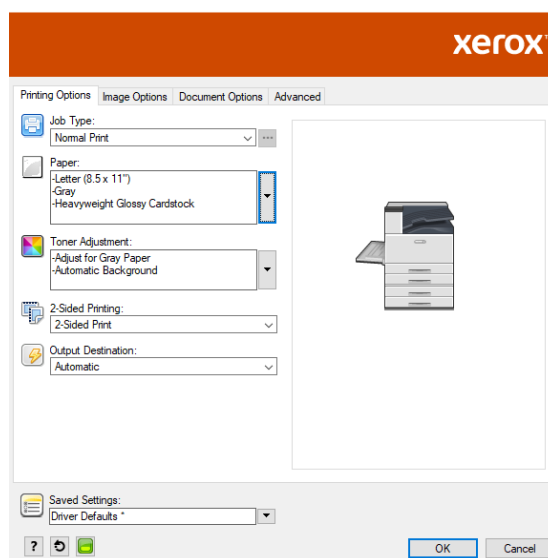 xerox™
Printing Options Image Options Document Options Advanced
Job Type:
Normal Print
Paper:
-Letter (8.5 x 11")
-Gray
-Heavyweight Glossy Cardstock
Toner Adjustment:
-Adjust for Gray Paper
-Automatic Background
2-Sided Printing:
2-Sided Print
Output Destination:
Automatic
Saved Settings:
Driver Defaults *
?
OK Cancel